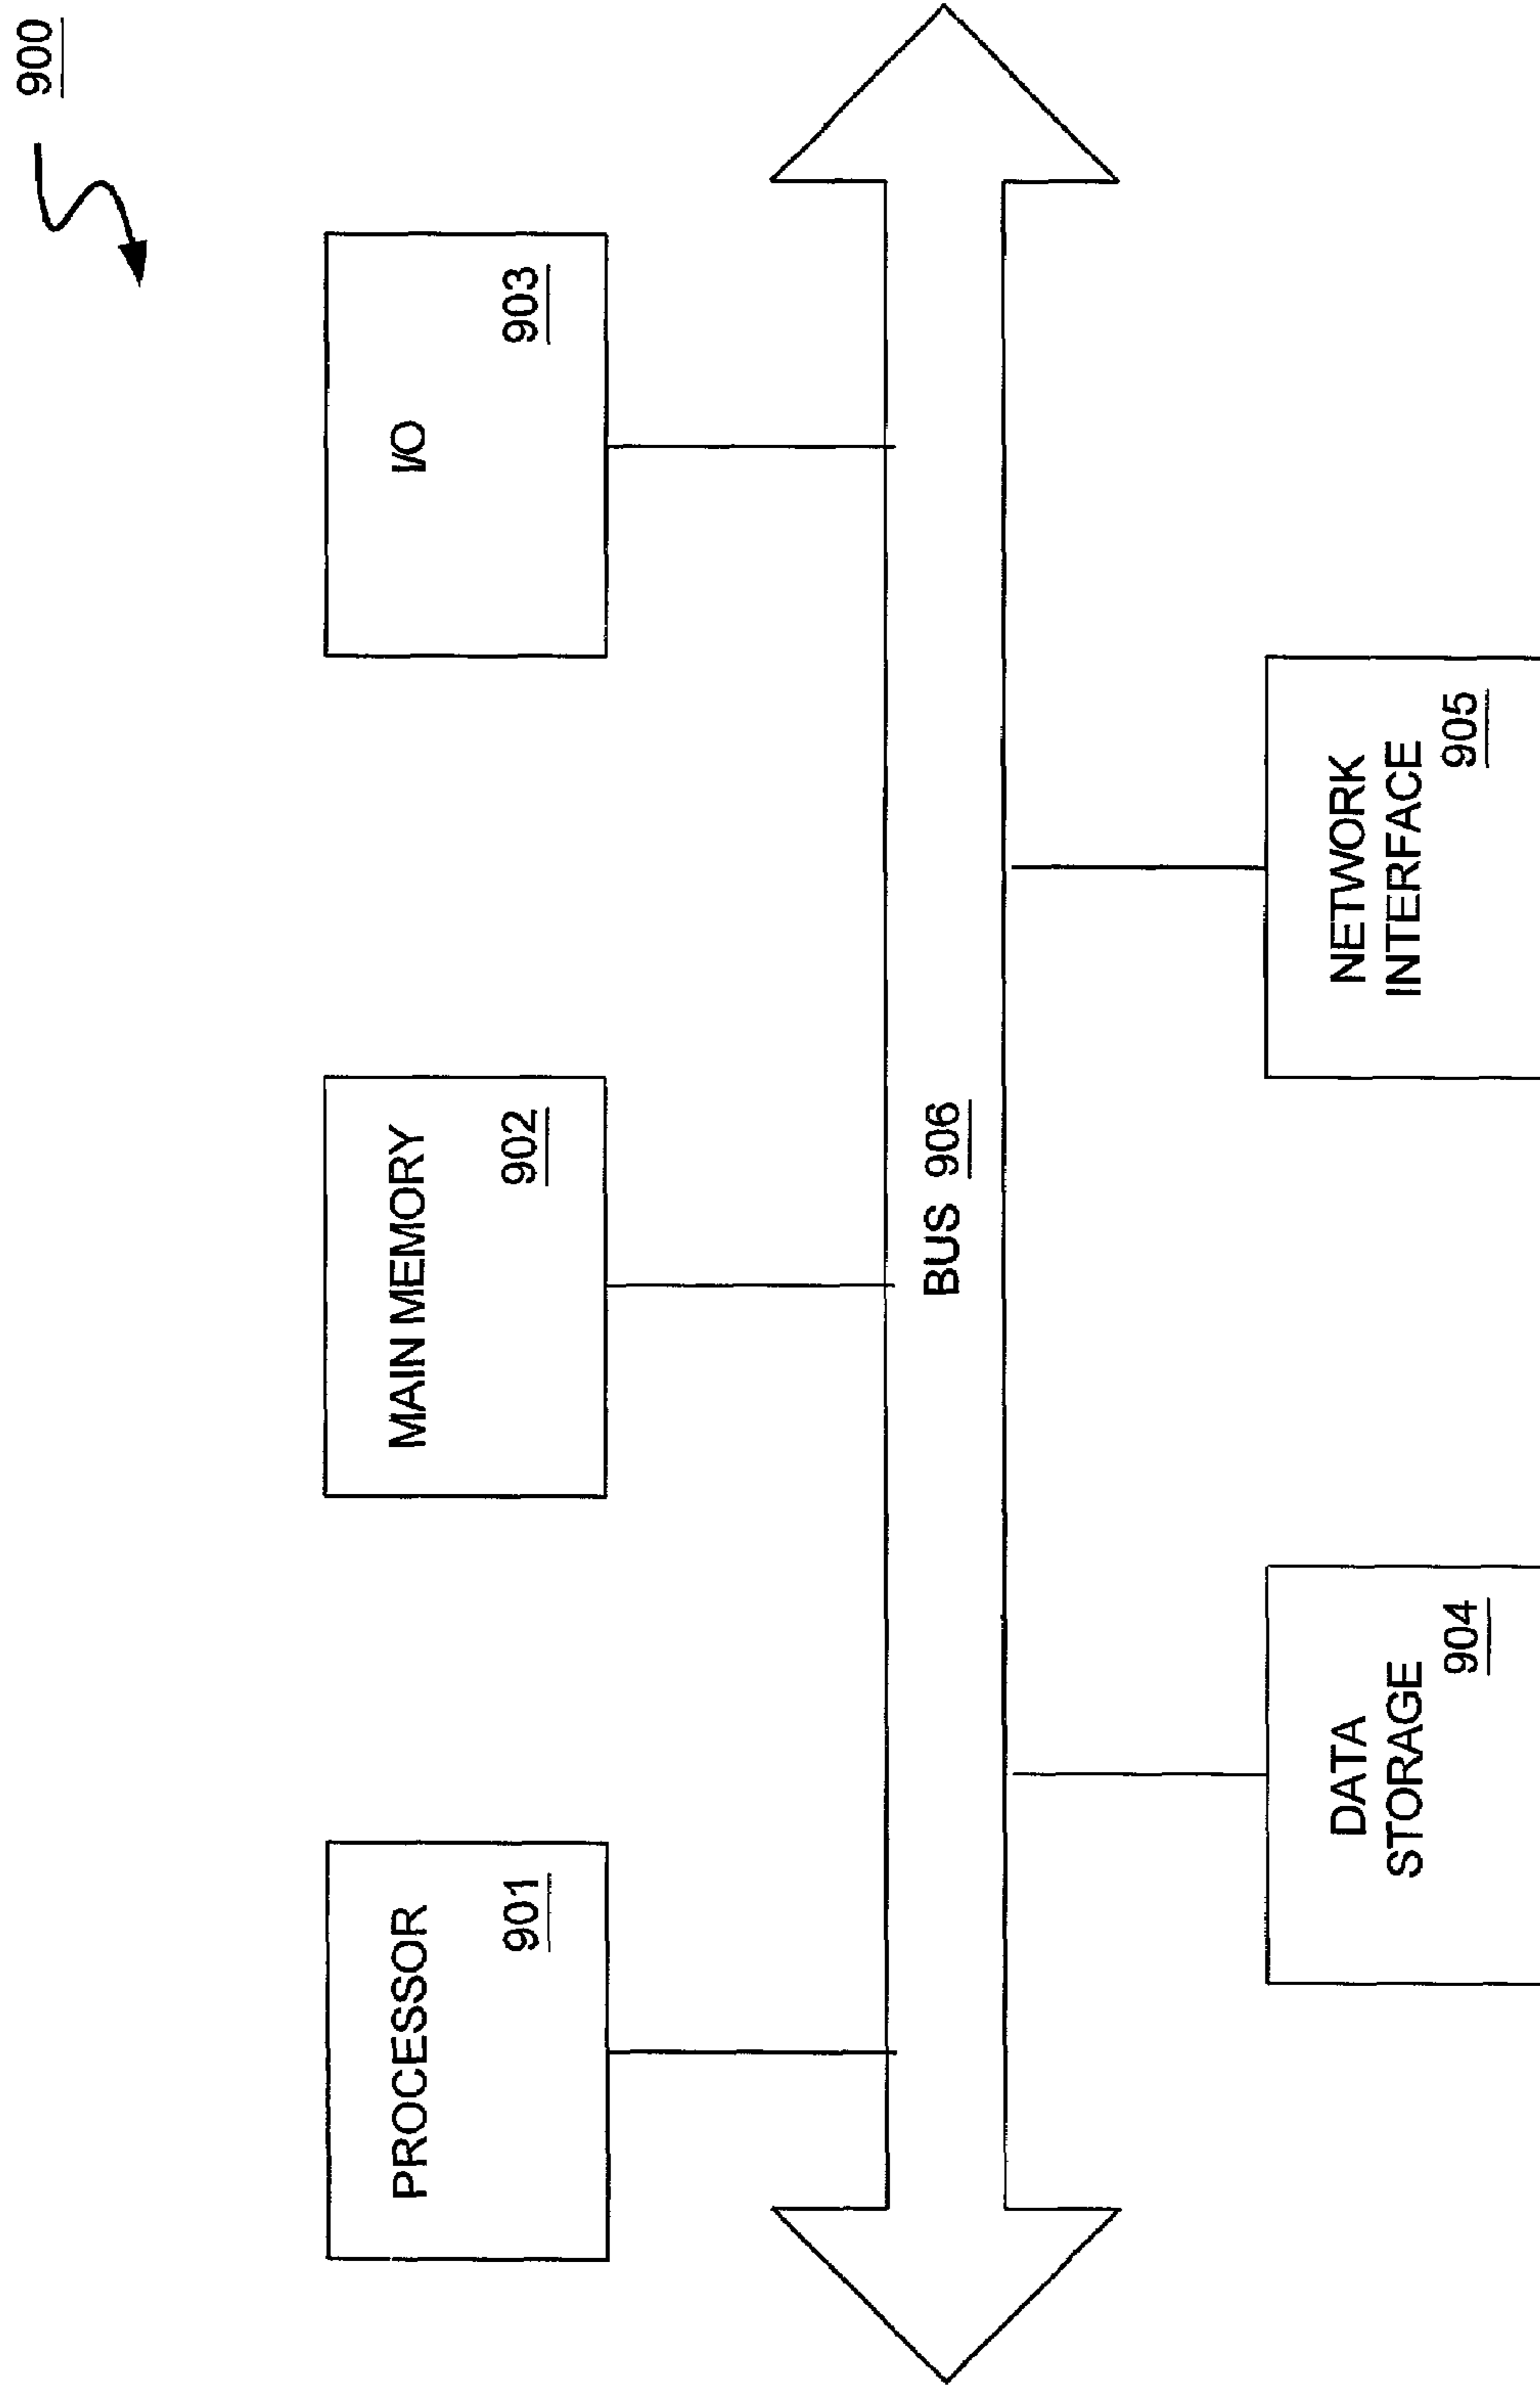 900
PROCESSOR
901
MAIN MEMORY
902
I/O
903
BUS 906
DATA
STORAGE
904
NETWORK
INTERFACE
905